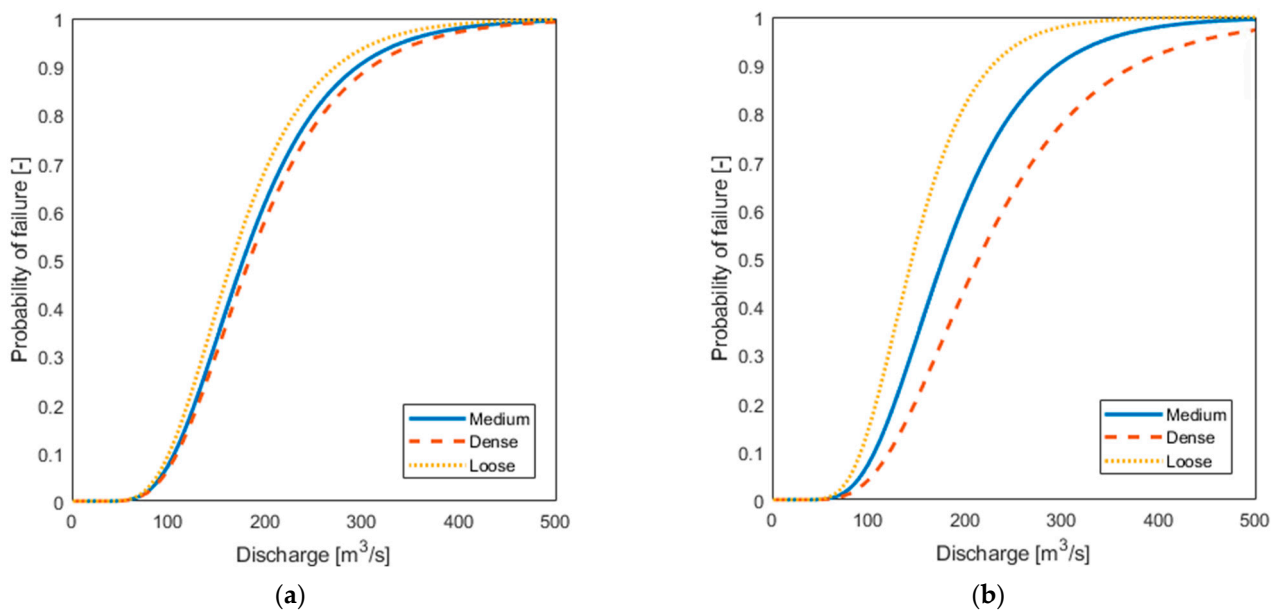 1
0.9
0.8
0.7
0.6
0.5
0.4
0.3
0.2
0.1
0
Probability of failure [-]
Medium
Dense
Loose
0 100 200 300 400 500
Discharge [m³/s]
(a)
1
0.9
0.8
0.7
0.6
0.5
0.4
0.3
0.2
0.1
0
Probability of failure [-]
Medium
Dense
Loose
0 100 200 300 400 500
Discharge [m³/s]
(b)